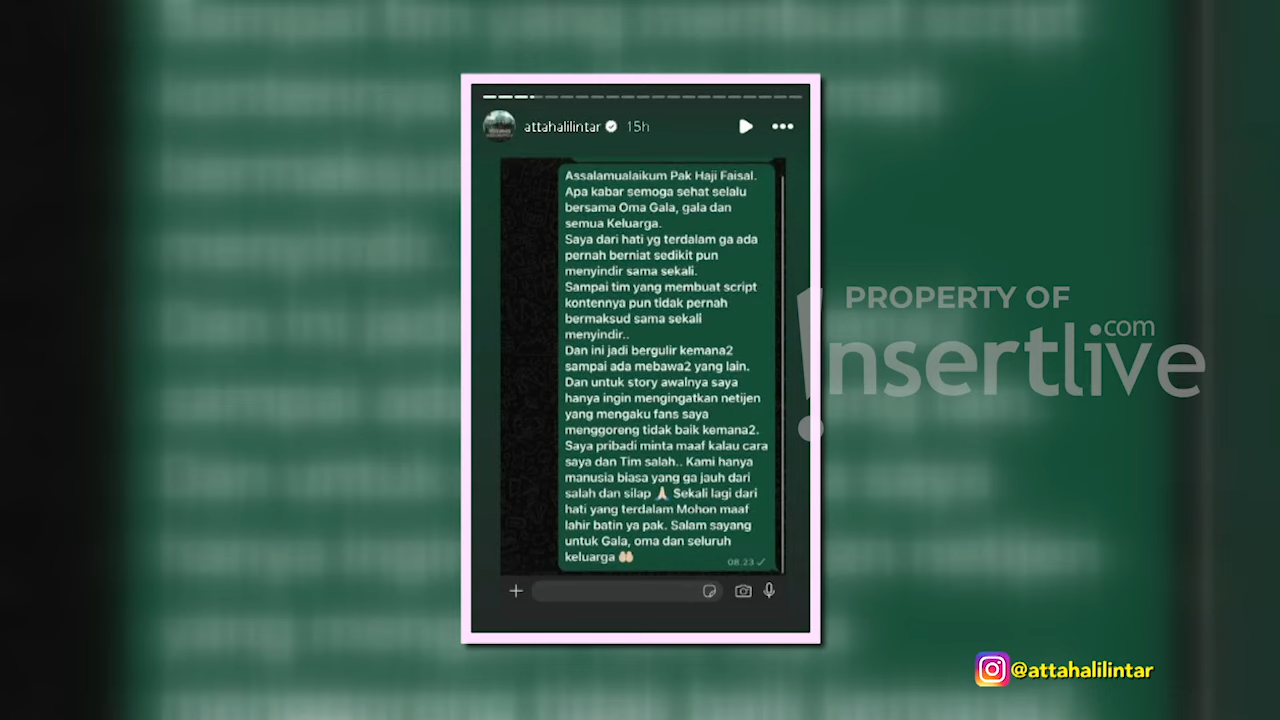 attahalilintar 15h
Assalamualaikum Pak Haji Faisal.
Apa kabar semoga sehat selalu
bersama Oma Gala, gala dan
semua Keluarga.
Saya dari hati yg terdalam ga ada
pernah berniat sedikit pun
menyindir sama sekali.
Sampai tim yang membuat script
kontennya pun tidak pernah
bermaksud sama sekali
menyindir..
Dan ini jadi bergulir kemana2
sampai ada mebawa2 yang lain.
Dan untuk story awalnya saya
hanya ingin mengingatkan netijen
yang mengaku fans saya
menggoreng tidak baik kemana2.
Saya pribadi minta maaf kalau cara
saya dan Tim salah.. Kami hanya
manusia biasa yang ga jauh dari
salah dan silap 🙏🏻 Sekali lagi dari
hati yang terdalam Mohon maaf
lahir batin ya pak. Salam sayang
untuk Gala, oma dan seluruh
keluarga 🤲🏻
08.23 ✓
PROPERTY OF
insertlive.com
@attahalilintar